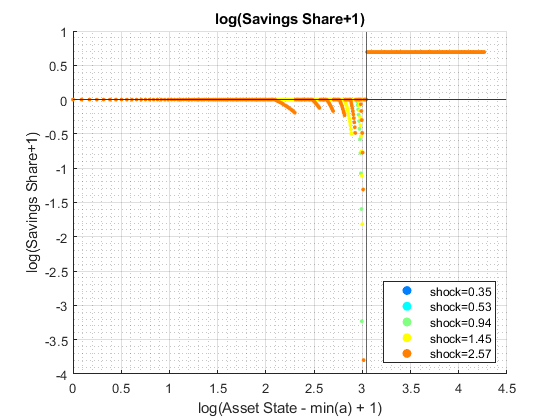 log(Savings Share+1)
1
0.5
0
-0.5
-1
-1.5
-2
-2.5
-3
-3.5
-4
log(Savings Share+1)
shock=0.35
shock=0.53
shock=0.94
shock=1.45
shock=2.57
0 0.5 1 1.5 2 2.5 3 3.5 4 4.5
log(Asset State - min(a) + 1)